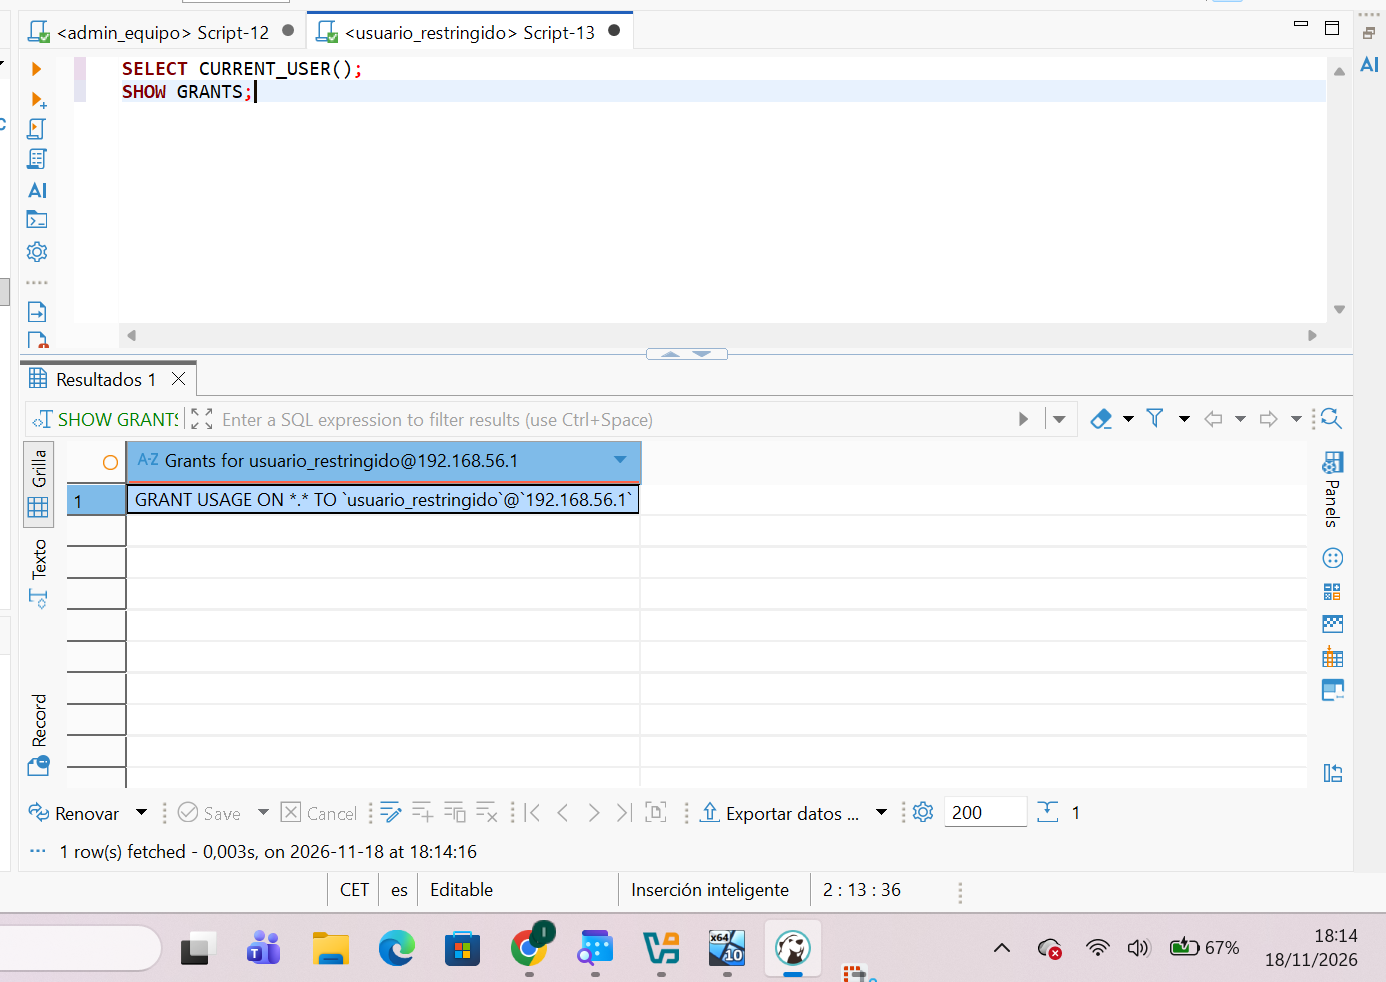 <admin_equipo> Script-12
<usuario_restringido> Script-13
AI
SELECT CURRENT_USER();
SHOW GRANTS;
AI
Resultados 1
SHOW GRANTS
Enter a SQL expression to filter results (use Ctrl+Space)
Grilla
Texto
Record
A-Z Grants for usuario_restringido@192.168.56.1
1 GRANT USAGE ON *.* TO `usuario_restringido`@`192.168.56.1`
Panels
Renovar
Save
Cancel
Exportar datos ...
200
1
1 row(s) fetched - 0,003s, on 2026-11-18 at 18:14:16
CET
es
Editable
Inserción inteligente
2 : 13 : 36
x64
10
67%
18:14
18/11/2026